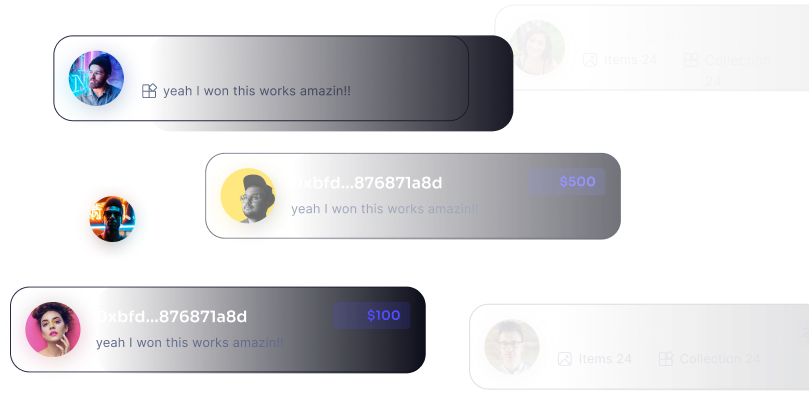 Items 24
Collection
24
yeah I won this works amazin!!
0xbfd...876871a8d
$500
yeah I won this works amazin!!
0xbfd...876871a8d
$100
yeah I won this works amazin!!
Items 24
Collection 24